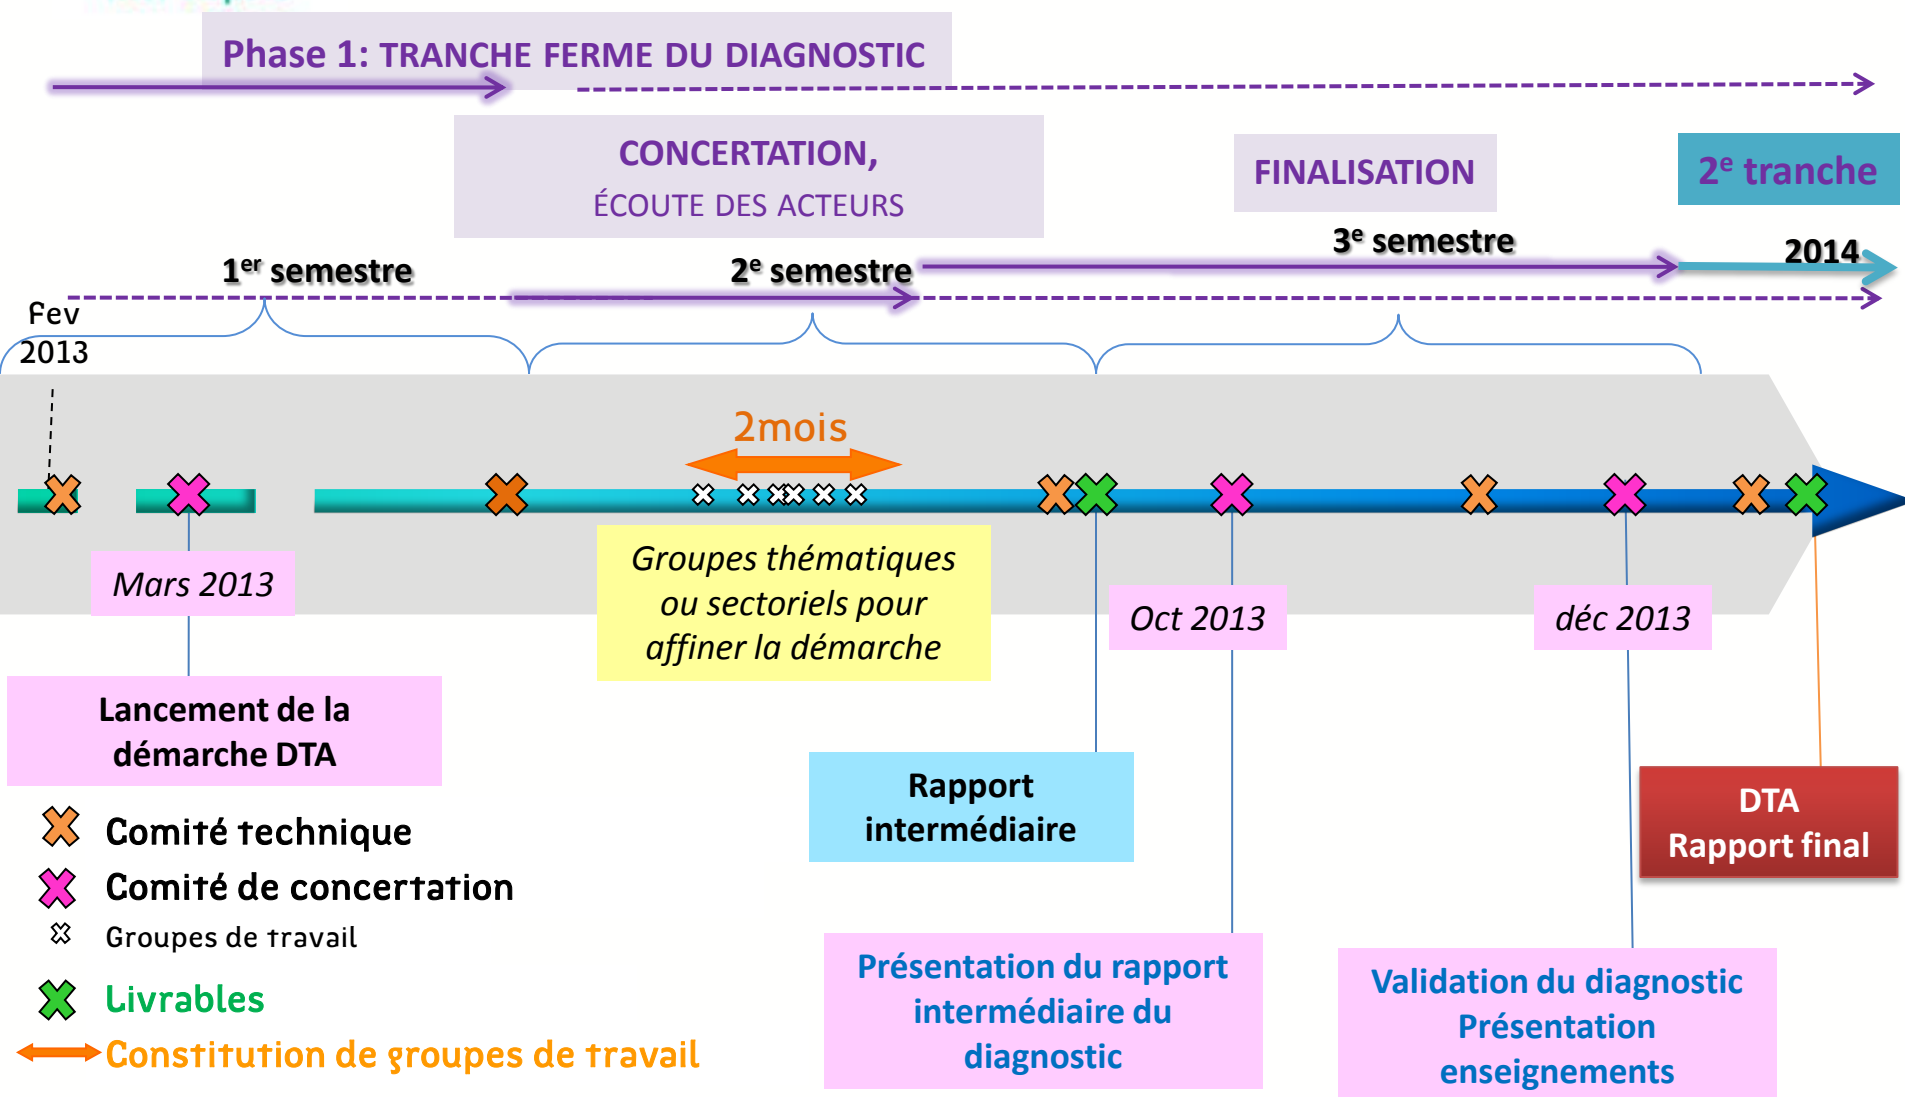 Phase 1: TRANCHE FERME DU DIAGNOSTIC
CONCERTATION,
ÉCOUTE DES ACTEURS
FINALISATION
2e tranche
1er semestre
2e semestre
3e semestre
2014
Fev
2013
2mois
Mars 2013
Groupes thématiques
ou sectoriels pour
affiner la démarche
Oct 2013
déc 2013
Lancement de la
démarche DTA
Rapport
intermédiaire
DTA
Rapport final
Comité technique
Comité de concertation
Groupes de travail
Livrables
Constitution de groupes de travail
Présentation du rapport
intermédiaire du
diagnostic
Validation du diagnostic
Présentation
enseignements